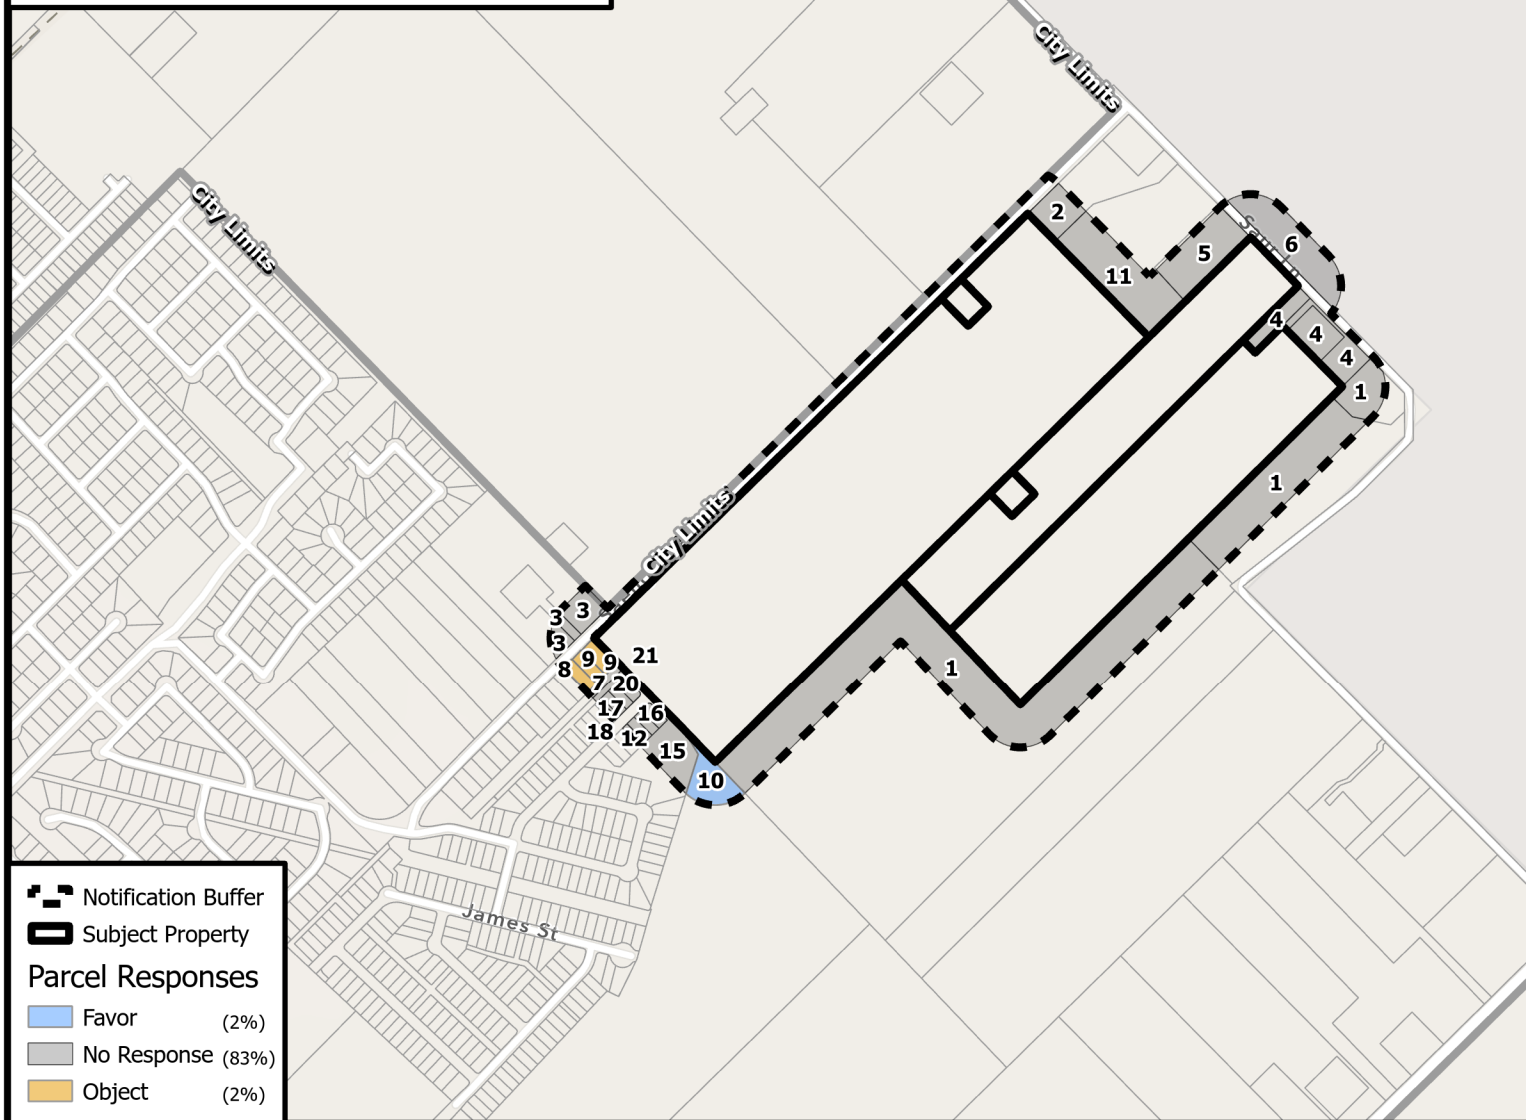 City Limits
City Limits
2
6
5
11
4
4
4
1
1
City Limits
3
3
3
21
9
9
8
7
20
1
17
16
18
12
15
10
James St
Notification Buffer
Subject Property
Parcel Responses
Favor (2%)
No Response (83%)
Object (2%)